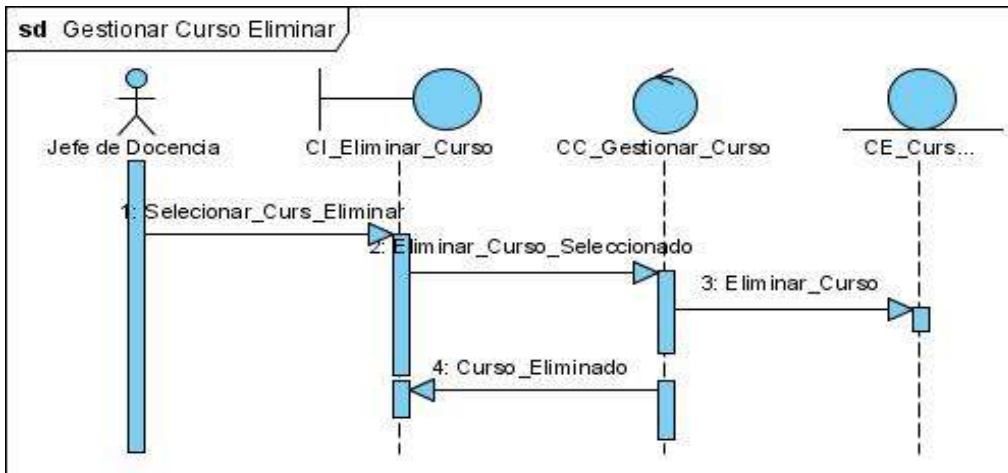 sd Gestionar Curso Eliminar
Jefe de Docencia
CI_Eliminar_Curso
CC_Gestionar_Curso
CE_Curs...
1: Selecionar_Curs_Eliminar
2: Eliminar_Curso_Seleccionado
3: Eliminar_Curso
4: Curso_Eliminado